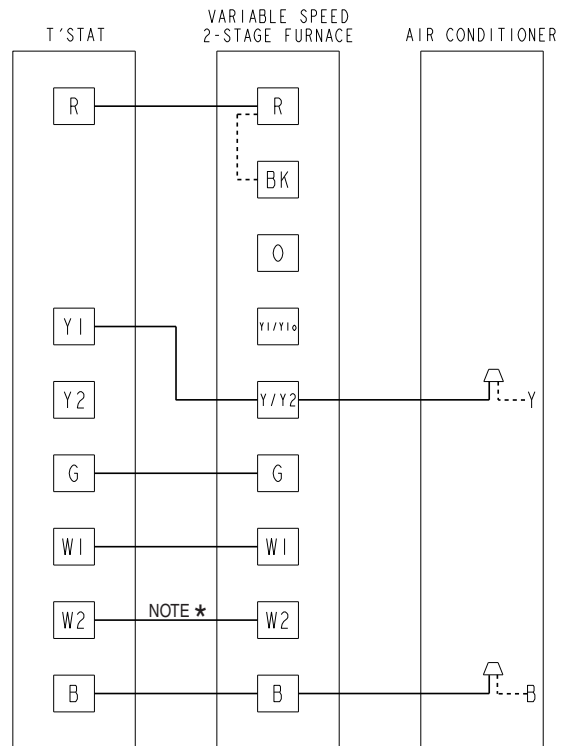 VARIABLE SPEED
T'STAT 2-STAGE FURNACE AIR CONDITIONER
R R
BK
O
Y1 Y1/Y1o
Y2 Y/Y2 Y
G G
W1 W1
W2 NOTE * W2
B B B